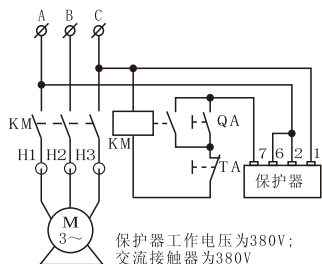 A B C
KM
KM
QA
H1 H2 H3
TA
7 6 2 1
保护器
M
3～
保护器工作电压为380V;
交流接触器为380V